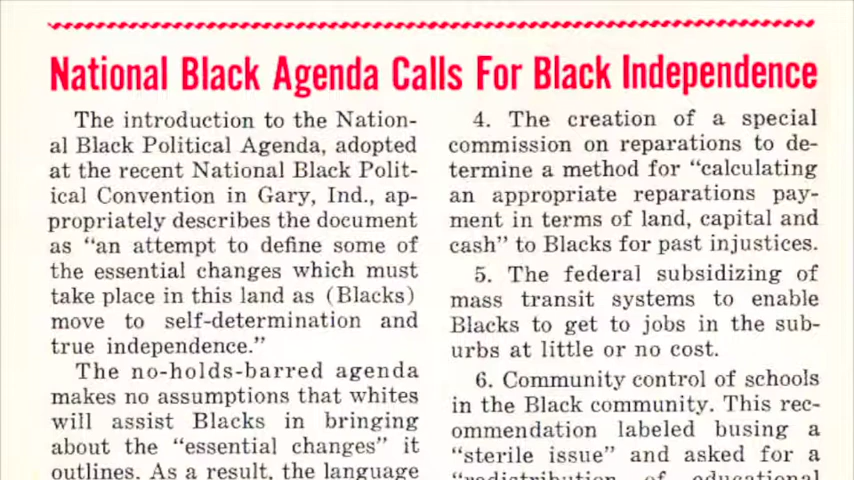 National Black Agenda Calls For Black Independence
The introduction to the Nation-
al Black Political Agenda, adopted
at the recent National Black Polit-
ical Convention in Gary, Ind., ap-
propriately describes the document
as “an attempt to define some of
the essential changes which must
take place in this land as (Blacks)
move to self-determination and
true independence.”
The no-holds-barred agenda
makes no assumptions that whites
will assist Blacks in bringing
about the “essential changes” it
outlines. As a result, the language
4. The creation of a special
commission on reparations to de-
termine a method for “calculating
an appropriate reparations pay-
ment in terms of land, capital and
cash” to Blacks for past injustices.
5. The federal subsidizing of
mass transit systems to enable
Blacks to get to jobs in the sub-
urbs at little or no cost.
6. Community control of schools
in the Black community. This rec-
ommendation labeled busing a
“sterile issue” and asked for a
“redistribution of educational